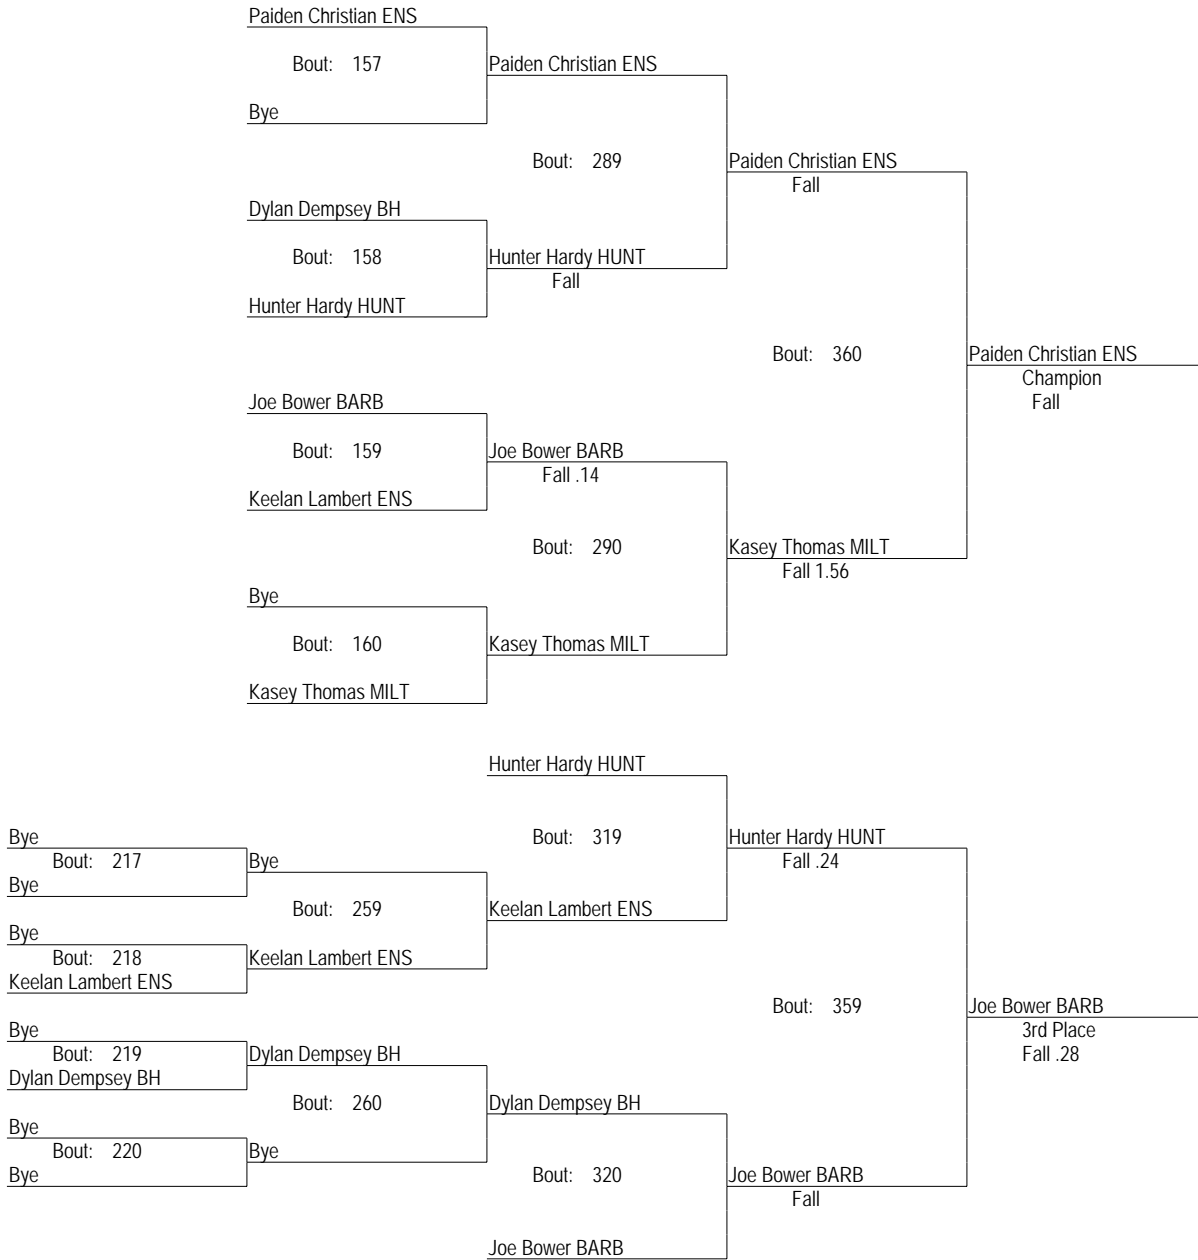 Paiden Christian ENS
Bout: 157
Paiden Christian ENS
Bye
Bout: 289
Paiden Christian ENS
Fall
Dylan Dempsey BH
Bout: 158
Hunter Hardy HUNT
Fall
Hunter Hardy HUNT
Bout: 360
Paiden Christian ENS
Champion
Fall
Joe Bower BARB
Bout: 159
Joe Bower BARB
Fall .14
Keelan Lambert ENS
Bout: 290
Kasey Thomas MILT
Fall 1.56
Bye
Bout: 160
Kasey Thomas MILT
Kasey Thomas MILT
Hunter Hardy HUNT
Bye
Bout: 319
Hunter Hardy HUNT
Fall .24
Bout: 217
Bye
Bye
Bout: 259
Keelan Lambert ENS
Bye
Bout: 218
Keelan Lambert ENS
Keelan Lambert ENS
Bout: 359
Joe Bower BARB
3rd Place
Fall .28
Bye
Bout: 219
Dylan Dempsey BH
Dylan Dempsey BH
Bout: 260
Dylan Dempsey BH
Bye
Bout: 220
Bye
Bye
Bout: 320
Joe Bower BARB
Fall
Joe Bower BARB